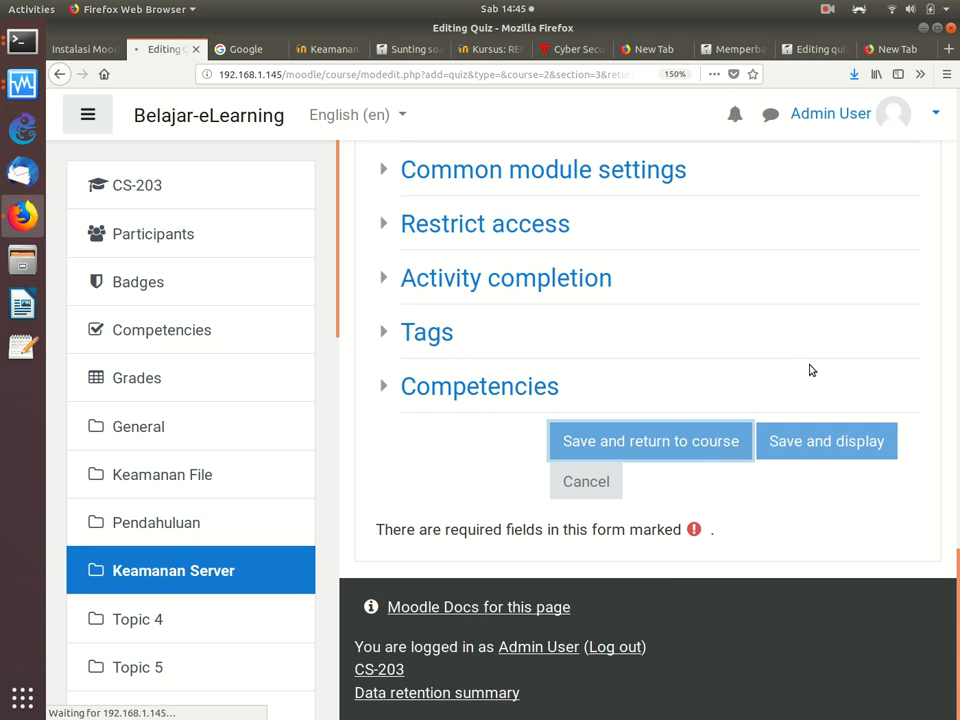 Activities
Firefox Web Browser
Sab 14:45
Editing Quiz - Mozilla Firefox
Instalasi Mood
Editing Q
Google
Keamanan
Sunting soa
Kursus: RE
Cyber Secu
New Tab
Memperba
Editing qui
New Tab
192.168.1.145/moodle/course/modedit.php?add=quiz&type=&course=2&section=3&retur
150%
Belajar-eLearning
English (en)
Admin User
CS-203
Participants
Badges
Competencies
Grades
General
Keamanan File
Pendahuluan
Keamanan Server
Topic 4
Topic 5
Common module settings
Restrict access
Activity completion
Tags
Competencies
Save and return to course
Save and display
Cancel
There are required fields in this form marked .
Moodle Docs for this page
You are logged in as Admin User (Log out)
CS-203
Data retention summary
Waiting for 192.168.1.145...